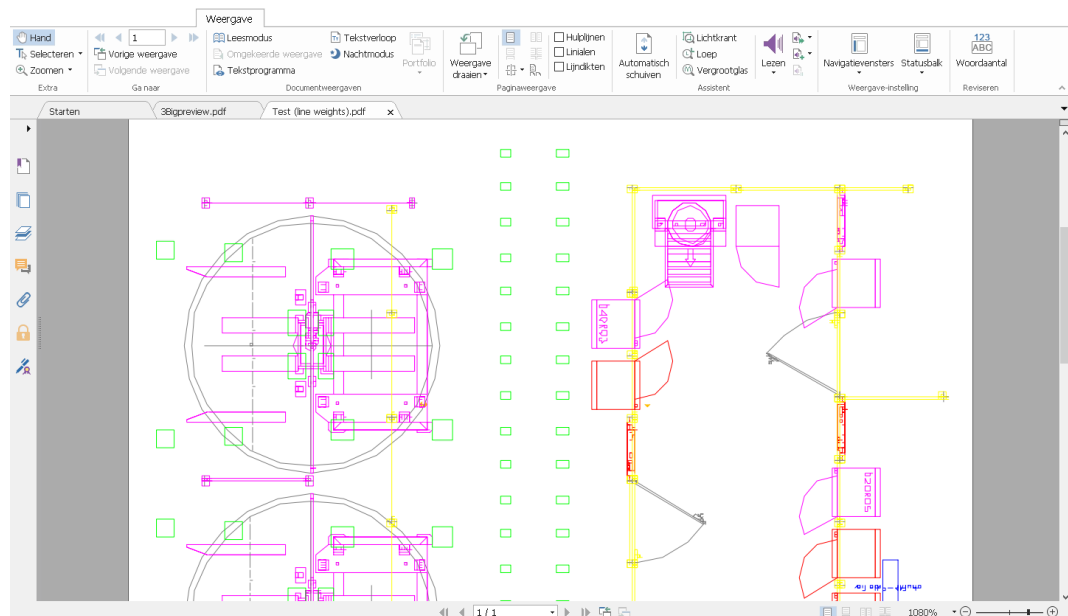 Weergave
Hand
Selecteren
Zoomen
Extra
1
Vorige weergave
Volgende weergave
Ga naar
Leesmodus
Omgekeerde weergave
Tekstprogramma
Tekstverloop
Nachtmodus
Portfolio
Documentweergaven
Weergave
draaien
Hulplijnen
Linialen
Lijndikten
Paginaweergave
Automatisch
schuiven
Lichtkrant
Loep
Vergrootglas
Assistent
Lezen
Navigatievensters
Statusbalk
Weergave-instelling
123
ABC
Woordaantal
Reviseren
Starten
3Bigpreview.pdf
Test (line weights).pdf
1 / 1
1080%